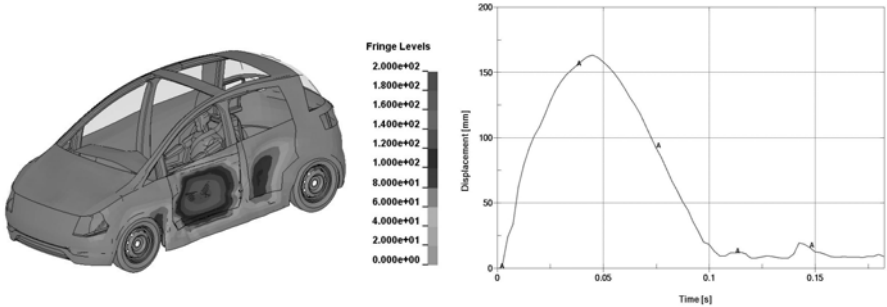 Fringe Levels
2.000e+02
1.800e+02
1.600e+02
1.400e+02
1.200e+02
1.000e+02
8.000e+01
6.000e+01
4.000e+01
2.000e+01
0.000e+00
200
150
100
50
0
Displacement [mm]
A
A
A
A
A
0
0.05
0.1
0.15
Time [s]